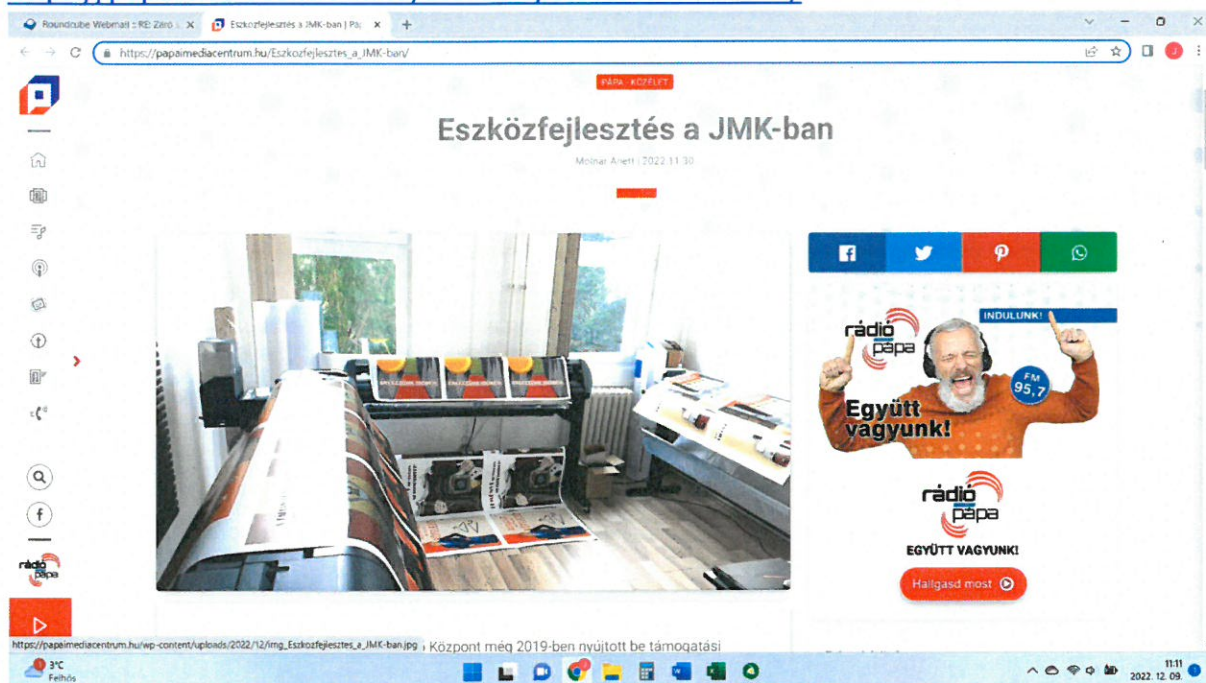 Roundcube Webmail :: RE: Záró
Eszközfejlesztés a JMK-ban | Pá
https://papaimediacentrum.hu/Eszkozfejlesztes_a_JMK-ban/
PÁPA - KÖZÉLET
Eszközfejlesztés a JMK-ban
Molnár Anett | 2022.11.30
INDULUNK!
rádió
pápa
FM
95,7
Együtt
vagyunk!
rádió
pápa
EGYÜTT VAGYUNK!
Hallgasd most
rádió
pápa
https://papaimediacentrum.hu/wp-content/uploads/2022/12/img_Eszkozfejlesztes_a_JMK-ban.jpg
Központ még 2019-ben nyújtott be támogatási
3°C
Felhős
11:11
2022. 12. 09.